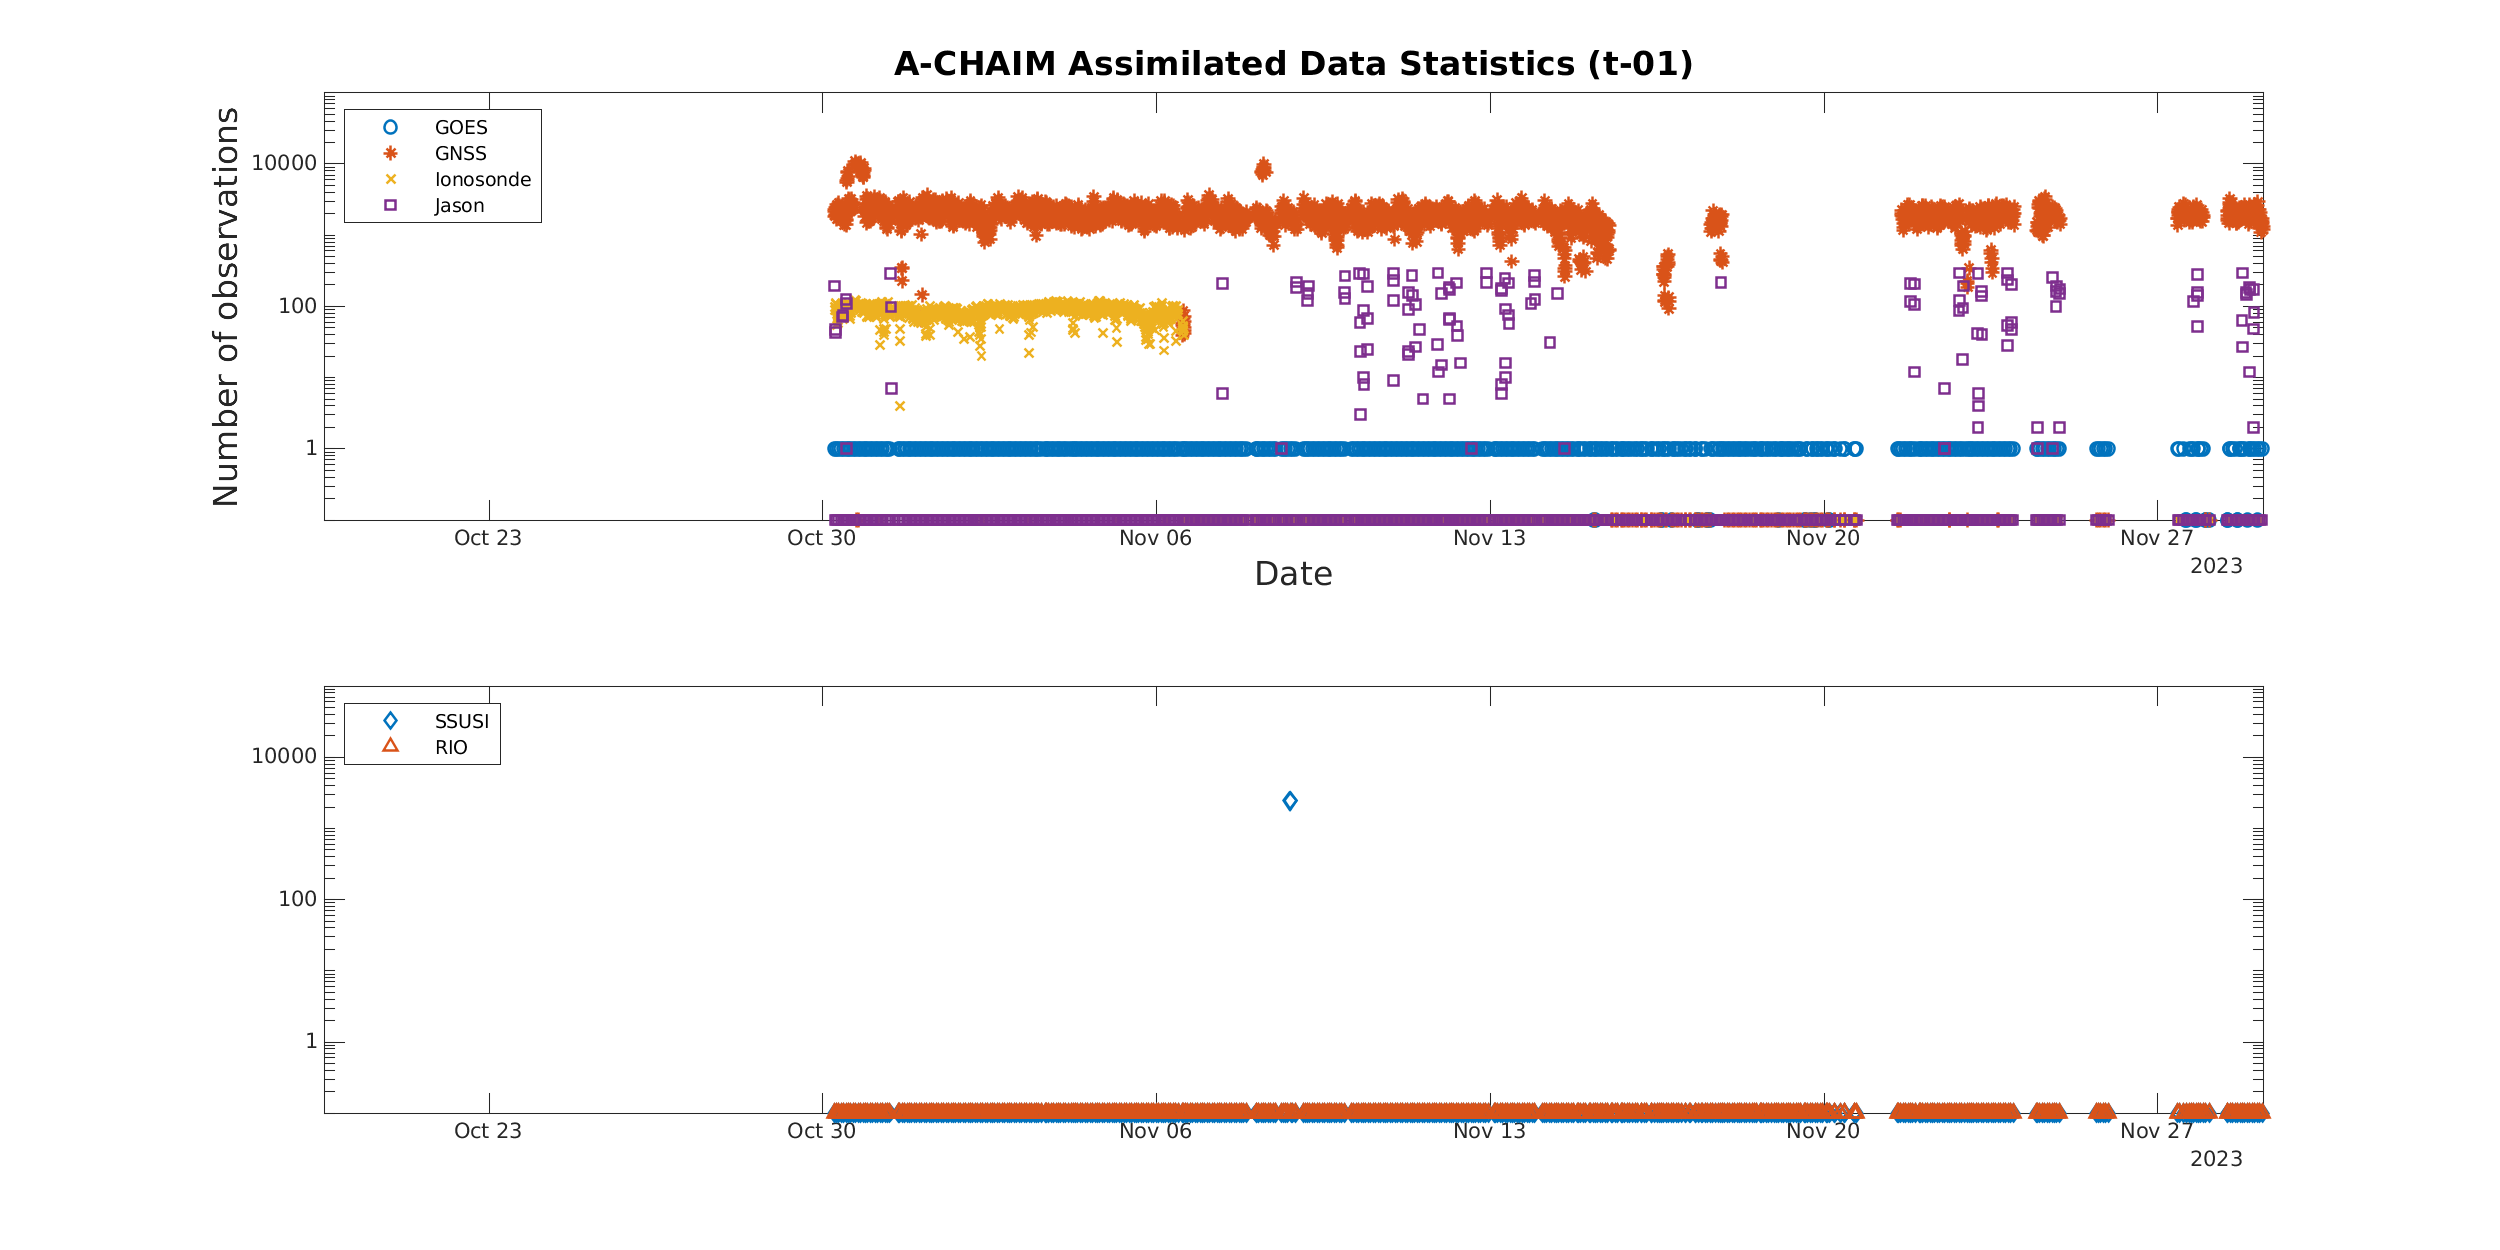 A-CHAIM Assimilated Data Statistics (t-01)
Number of observations
10000
100
1
GOES
GNSS
Ionosonde
Jason
Oct 23 Oct 30 Nov 06 Nov 13 Nov 20 Nov 27
2023
Date
10000
100
1
SSUSI
RIO
Oct 23 Oct 30 Nov 06 Nov 13 Nov 20 Nov 27
2023